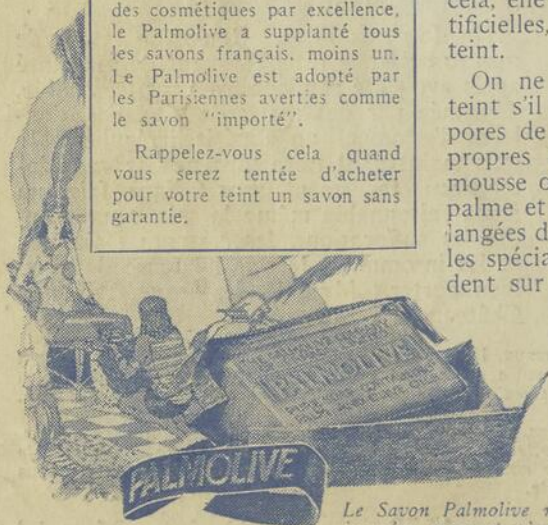 des cosmétiques par excellence,
le Palmolive a supplanté tous
les savons français, moins un.
Le Palmolive est adopté par
les Parisiennes averties comme
le savon "importé".
Rappelez-vous cela quand
vous serez tentée d'acheter
pour votre teint un savon sans
garantie.
cela, elle
tificielles,
teint.
On ne
teint s'il
pores de
propres
mousse
palme et
langées
les spécia
dent sur
PALMOLIVE
PALMOLIVE
Le Savon Palmolive